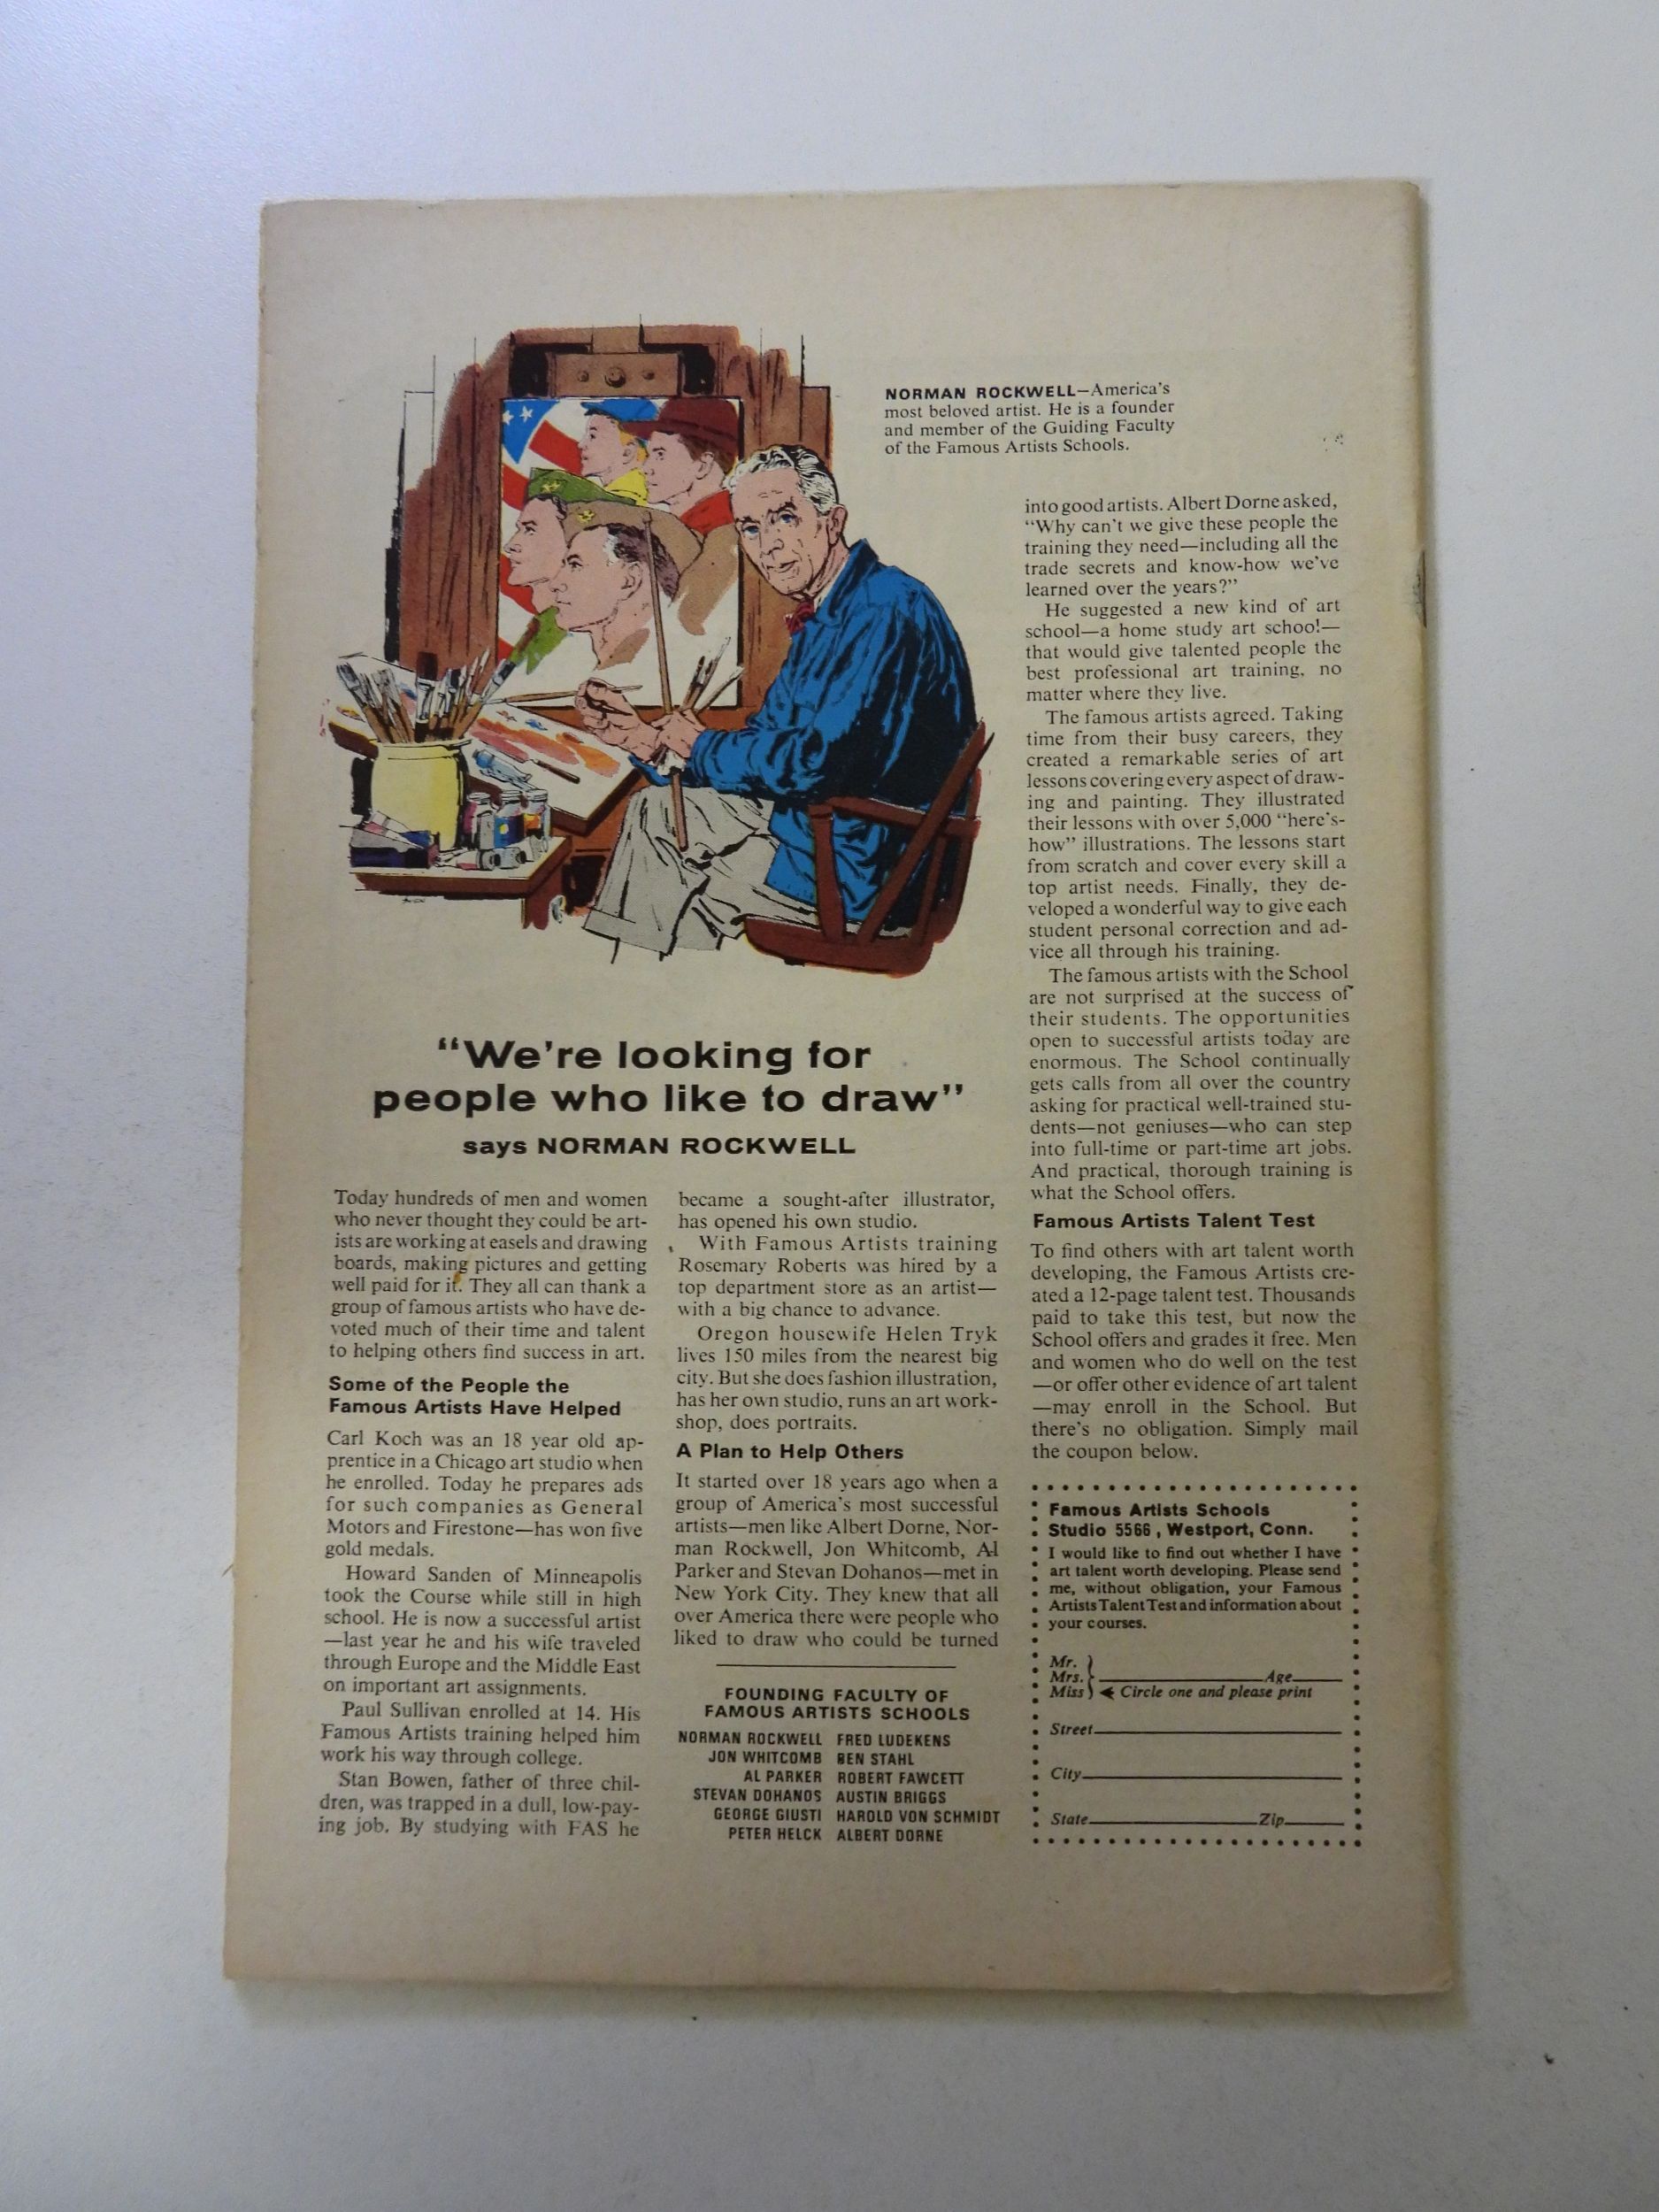 NORMAN ROCKWELL—America's
most beloved artist. He is a founder
and member of the Guiding Faculty
of the Famous Artists Schools.
"We're looking for
people who like to draw"
says NORMAN ROCKWELL
Today hundreds of men and women
who never thought they could be art-
ists are working at easels and drawing
boards, making pictures and getting
well paid for it. They all can thank a
group of famous artists who have de-
voted much of their time and talent
to helping others find success in art.
Some of the People the
Famous Artists Have Helped
Carl Koch was an 18 year old ap-
prentice in a Chicago art studio when
he enrolled. Today he prepares ads
for such companies as General
Motors and Firestone—has won five
gold medals.
Howard Sanden of Minneapolis
took the Course while still in high
school. He is now a successful artist
—last year he and his wife traveled
through Europe and the Middle East
on important art assignments.
Paul Sullivan enrolled at 14. His
Famous Artists training helped him
work his way through college.
Stan Bowen, father of three chil-
dren, was trapped in a dull, low-pay-
ing job. By studying with FAS he
became a sought-after illustrator,
has opened his own studio.
With Famous Artists training
Rosemary Roberts was hired by a
top department store as an artist—
with a big chance to advance.
Oregon housewife Helen Tryk
lives 150 miles from the nearest big
city. But she does fashion illustration,
has her own studio, runs an art work-
shop, does portraits.
A Plan to Help Others
It started over 18 years ago when a
group of America's most successful
artists—men like Albert Dorne, Nor-
man Rockwell, Jon Whitcomb, Al
Parker and Stevan Dohanos—met in
New York City. They knew that all
over America there were people who
liked to draw who could be turned
into good artists. Albert Dorne asked,
"Why can't we give these people the
training they need—including all the
trade secrets and know-how we've
learned over the years?"
He suggested a new kind of art
school—a home study art school—
that would give talented people the
best professional art training, no
matter where they live.
The famous artists agreed. Taking
time from their busy careers, they
created a remarkable series of art
lessons covering every aspect of draw-
ing and painting. They illustrated
their lessons with over 5,000 "here's-
how" illustrations. The lessons start
from scratch and cover every skill a
top artist needs. Finally, they de-
veloped a wonderful way to give each
student personal correction and ad-
vice all through his training.
The famous artists with the School
are not surprised at the success of
their students. The opportunities
open to successful artists today are
enormous. The School continually
gets calls from all over the country
asking for practical well-trained stu-
dents—not geniuses—who can step
into full-time or part-time art jobs.
And practical, thorough training is
what the School offers.
Famous Artists Talent Test
To find others with art talent worth
developing, the Famous Artists cre-
ated a 12-page talent test. Thousands
paid to take this test, but now the
School offers and grades it free. Men
and women who do well on the test
—or offer other evidence of art talent
—may enroll in the School. But
there's no obligation. Simply mail
the coupon below.
FOUNDING FACULTY OF
FAMOUS ARTISTS SCHOOLS
NORMAN ROCKWELL FRED LUDEKENS
JON WHITCOMB BEN STAHL
AL PARKER ROBERT FAWCETT
STEVAN DOHANOS AUSTIN BRIGGS
GEORGE GIUSTI HAROLD VON SCHMIDT
PETER HELCK ALBERT DORNE
Famous Artists Schools
Studio 5566, Westport, Conn.
I would like to find out whether I have
art talent worth developing. Please send
me, without obligation, your Famous
Artists Talent Test and information about
your courses.
Mr.
Mrs. Age
Miss Circle one and please print
Street
City
State Zip